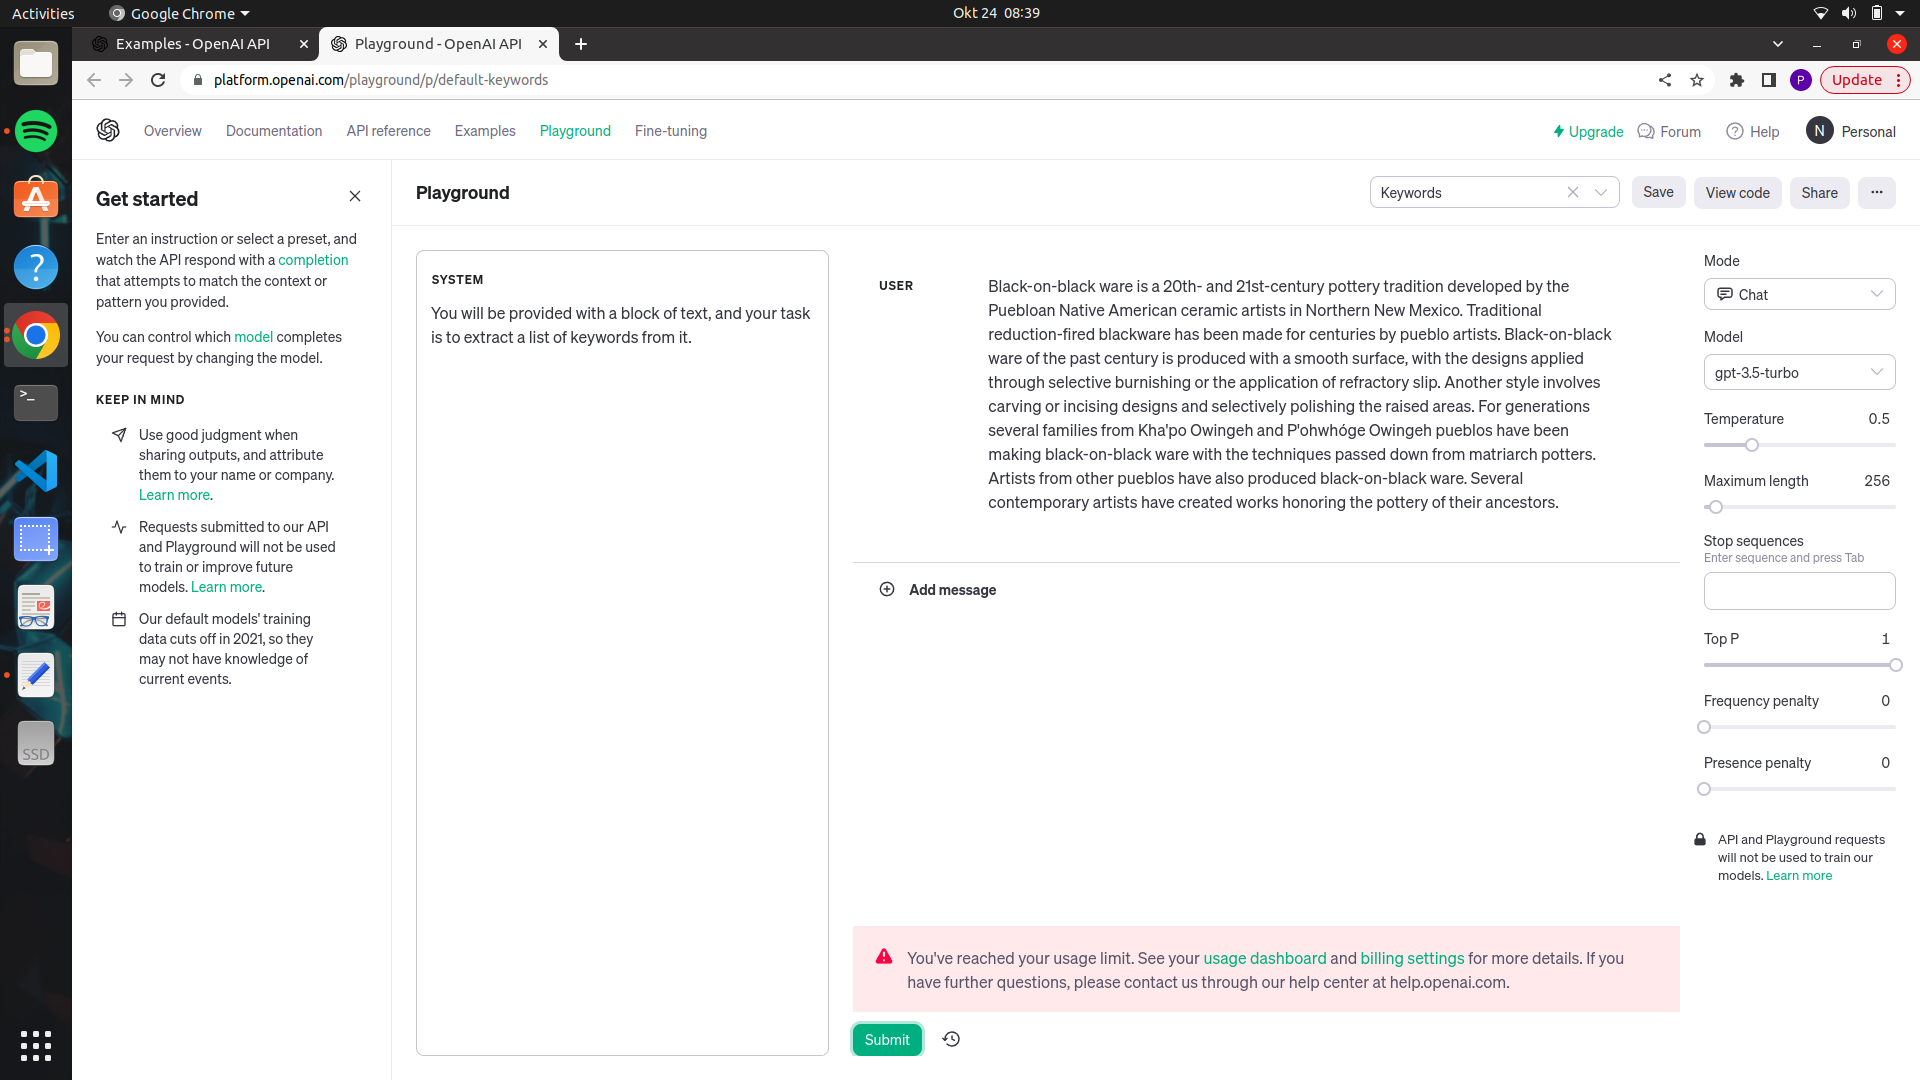 Activities
Google Chrome
Okt 24 08:39
Examples - OpenAI API
Playground - OpenAI API
platform.openai.com/playground/p/default-keywords
P
Update
Overview
Documentation
API reference
Examples
Playground
Fine-tuning
Upgrade
Forum
Help
N
Personal
Get started
Enter an instruction or select a preset, and
watch the API respond with a completion
that attempts to match the context or
pattern you provided.
You can control which model completes
your request by changing the model.
KEEP IN MIND
Use good judgment when
sharing outputs, and attribute
them to your name or company.
Learn more.
Requests submitted to our API
and Playground will not be used
to train or improve future
models. Learn more.
Our default models' training
data cuts off in 2021, so they
may not have knowledge of
current events.
SSD
Playground
Keywords
Save
View code
Share
SYSTEM
You will be provided with a block of text, and your task
is to extract a list of keywords from it.
USER
Black-on-black ware is a 20th- and 21st-century pottery tradition developed by the
Puebloan Native American ceramic artists in Northern New Mexico. Traditional
reduction-fired blackware has been made for centuries by pueblo artists. Black-on-black
ware of the past century is produced with a smooth surface, with the designs applied
through selective burnishing or the application of refractory slip. Another style involves
carving or incising designs and selectively polishing the raised areas. For generations
several families from Kha'po Owingeh and P'ohwhóge Owingeh pueblos have been
making black-on-black ware with the techniques passed down from matriarch potters.
Artists from other pueblos have also produced black-on-black ware. Several
contemporary artists have created works honoring the pottery of their ancestors.
Add message
You've reached your usage limit. See your usage dashboard and billing settings for more details. If you
have further questions, please contact us through our help center at help.openai.com.
Submit
Mode
Chat
Model
gpt-3.5-turbo
Temperature 0.5
Maximum length 256
Stop sequences
Enter sequence and press Tab
Top P 1
Frequency penalty 0
Presence penalty 0
API and Playground requests
will not be used to train our
models. Learn more